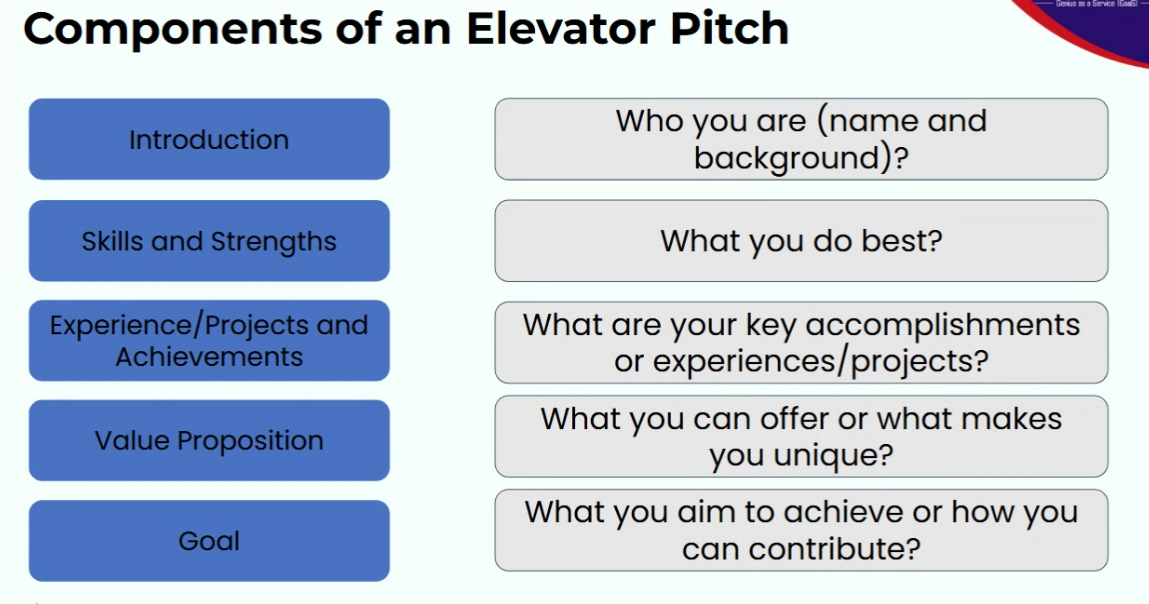 Genius as a Service (GaaS)
Components of an Elevator Pitch
Introduction
Who you are (name and
background)?
Skills and Strengths
What you do best?
Experience/Projects and
Achievements
What are your key accomplishments
or experiences/projects?
Value Proposition
What you can offer or what makes
you unique?
Goal
What you aim to achieve or how you
can contribute?